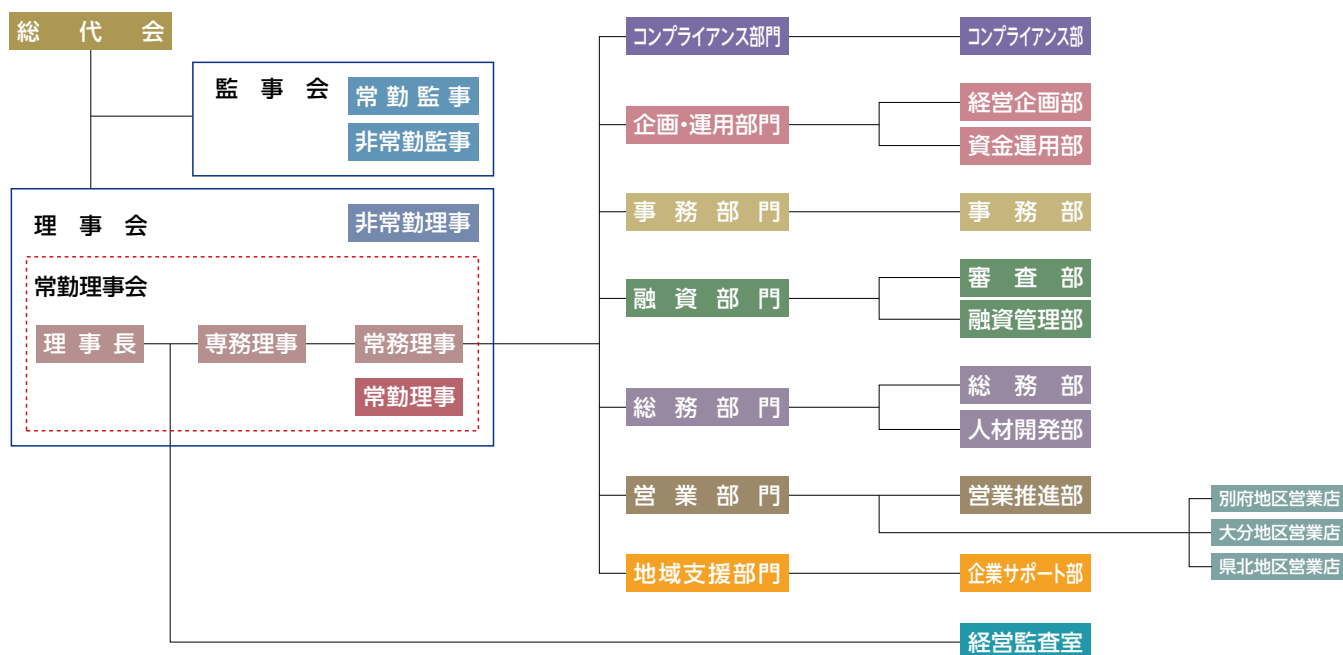 総代会
監事会
常勤監事
非常勤監事
理事会
非常勤理事
常勤理事会
理事長
専務理事
常務理事
常勤理事
コンプライアンス部門
コンプライアンス部
企画・運用部門
経営企画部
資金運用部
事務部門
事務部
融資部門
審査部
融資管理部
総務部門
総務部
人材開発部
営業部門
営業推進部
別府地区営業店
大分地区営業店
県北地区営業店
地域支援部門
企業サポート部
経営監査室